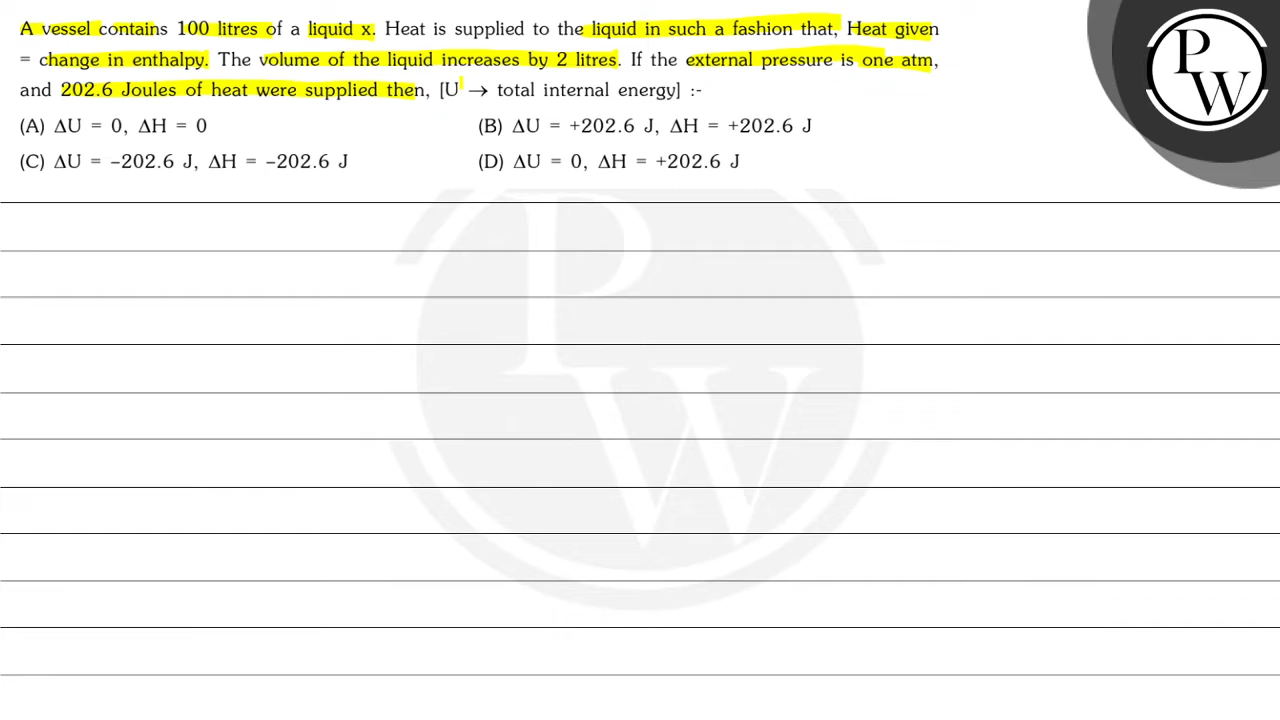 A vessel contains 100 litres of a liquid x. Heat is supplied to the liquid in such a fashion that, Heat given
= change in enthalpy. The volume of the liquid increases by 2 litres. If the external pressure is one atm,
and 202.6 Joules of heat were supplied then, [U → total internal energy] :-
(A) ΔU = 0, ΔH = 0 (B) ΔU = +202.6 J, ΔH = +202.6 J
(C) ΔU = –202.6 J, ΔH = –202.6 J (D) ΔU = 0, ΔH = +202.6 J
P
W
P
W